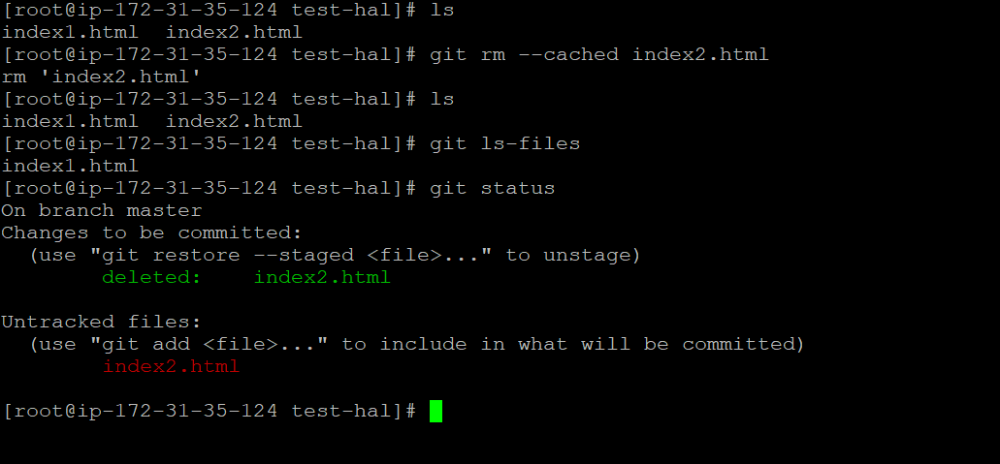 [root@ip-172-31-35-124 test-hal]# ls
index1.html  index2.html
[root@ip-172-31-35-124 test-hal]# git rm --cached index2.html
rm 'index2.html'
[root@ip-172-31-35-124 test-hal]# ls
index1.html  index2.html
[root@ip-172-31-35-124 test-hal]# git ls-files
index1.html
[root@ip-172-31-35-124 test-hal]# git status
On branch master
Changes to be committed:
  (use "git restore --staged <file>..." to unstage)
        deleted:    index2.html
Untracked files:
  (use "git add <file>..." to include in what will be committed)
        index2.html
[root@ip-172-31-35-124 test-hal]#